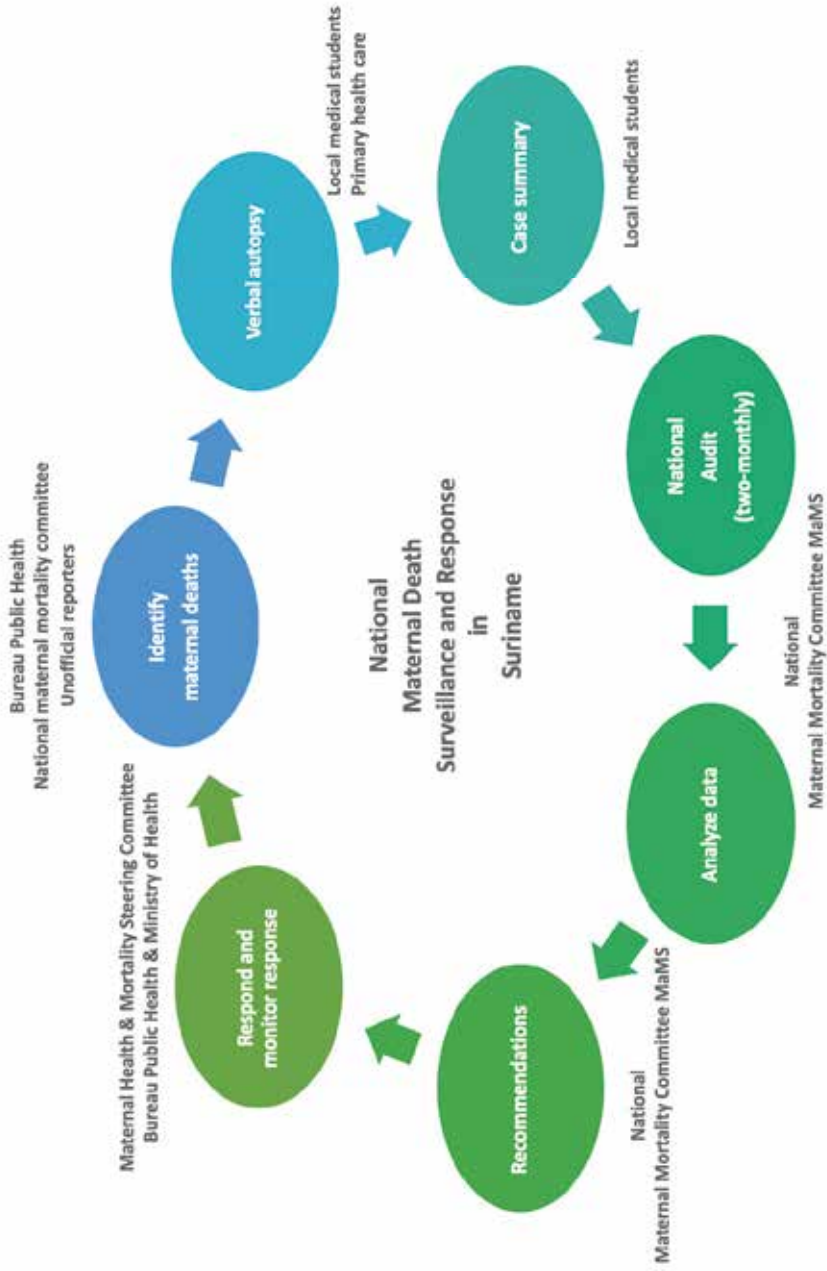 Bureau Public Health
National maternal mortality committee
Unofficial reporters
Identify
maternal deaths
Verbal autopsy
Local medical students
Primary health care
Case summary
Local medical students
National
Audit
(two-monthly)
National
Maternal Mortality Committee MaMS
Analyze data
National
Maternal Mortality Committee MaMS
Recommendations
Respond and
monitor response
Maternal Health & Mortality Steering Committee
Bureau Public Health & Ministry of Health
National
Maternal Death
Surveillance and Response
in
Suriname